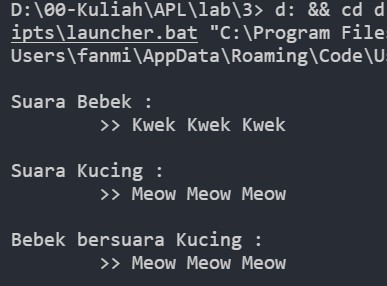 D:\00-Kuliah\APL\lab\3> d: && cd d
ipts\launcher.bat "C:\Program File
Users\fanmi\AppData\Roaming\Code\U
Suara Bebek :
>> Kwek Kwek Kwek
Suara Kucing :
>> Meow Meow Meow
Bebek bersuara Kucing :
>> Meow Meow Meow